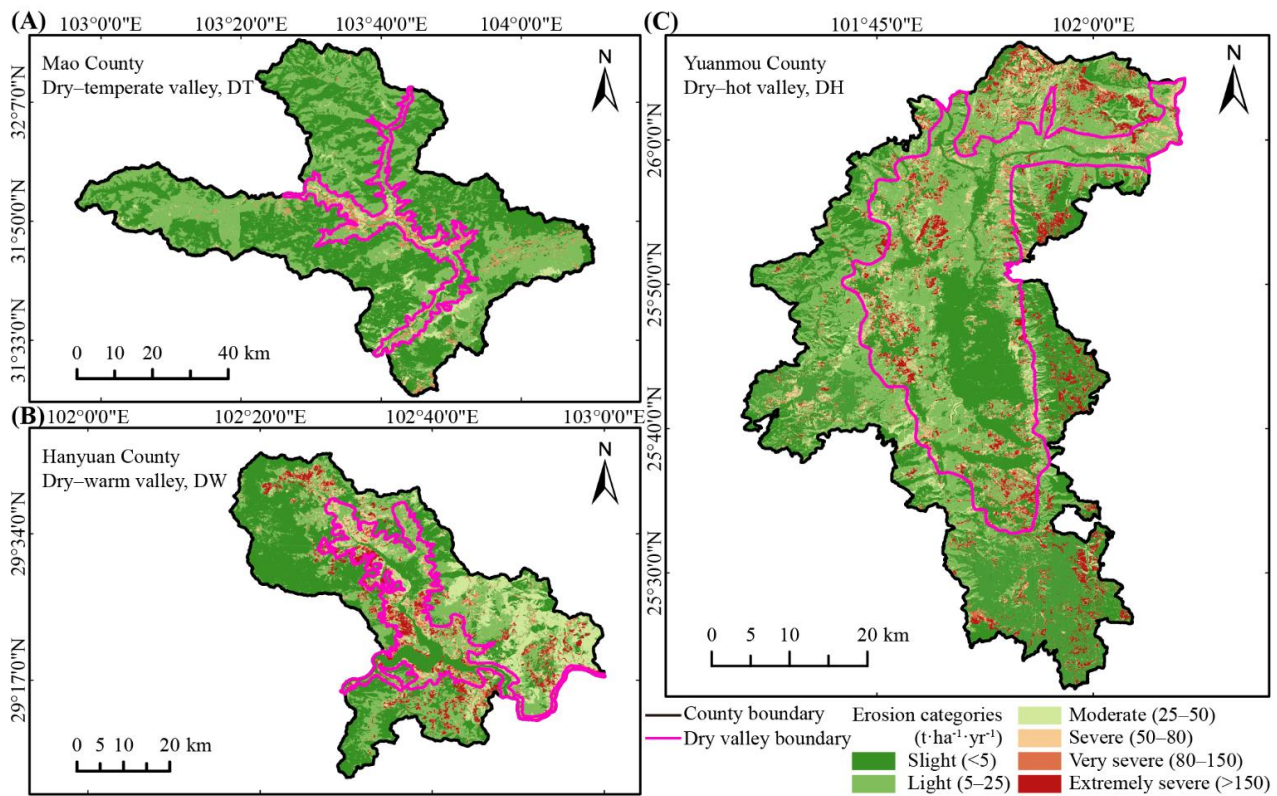 (A)
103°0'0"E 103°20'0"E 103°40'0"E 104°0'0"E
Mao County
Dry–temperate valley, DT
N
32°7'0"N
31°50'0"N
31°33'0"N
0 10 20 40 km
(B)
102°0'0"E 102°20'0"E 102°40'0"E 103°0'0"E
Hanyuan County
Dry–warm valley, DW
N
29°34'0"N
29°17'0"N
0 5 10 20 km
(C)
101°45'0"E 102°0'0"E
Yuanmou County
Dry–hot valley, DH
N
26°0'0"N
25°50'0"N
25°40'0"N
25°30'0"N
0 5 10 20 km
County boundary
Dry valley boundary
Erosion categories
(t·ha⁻¹·yr⁻¹)
Slight (<5)
Light (5–25)
Moderate (25–50)
Severe (50–80)
Very severe (80–150)
Extremely severe (>150)